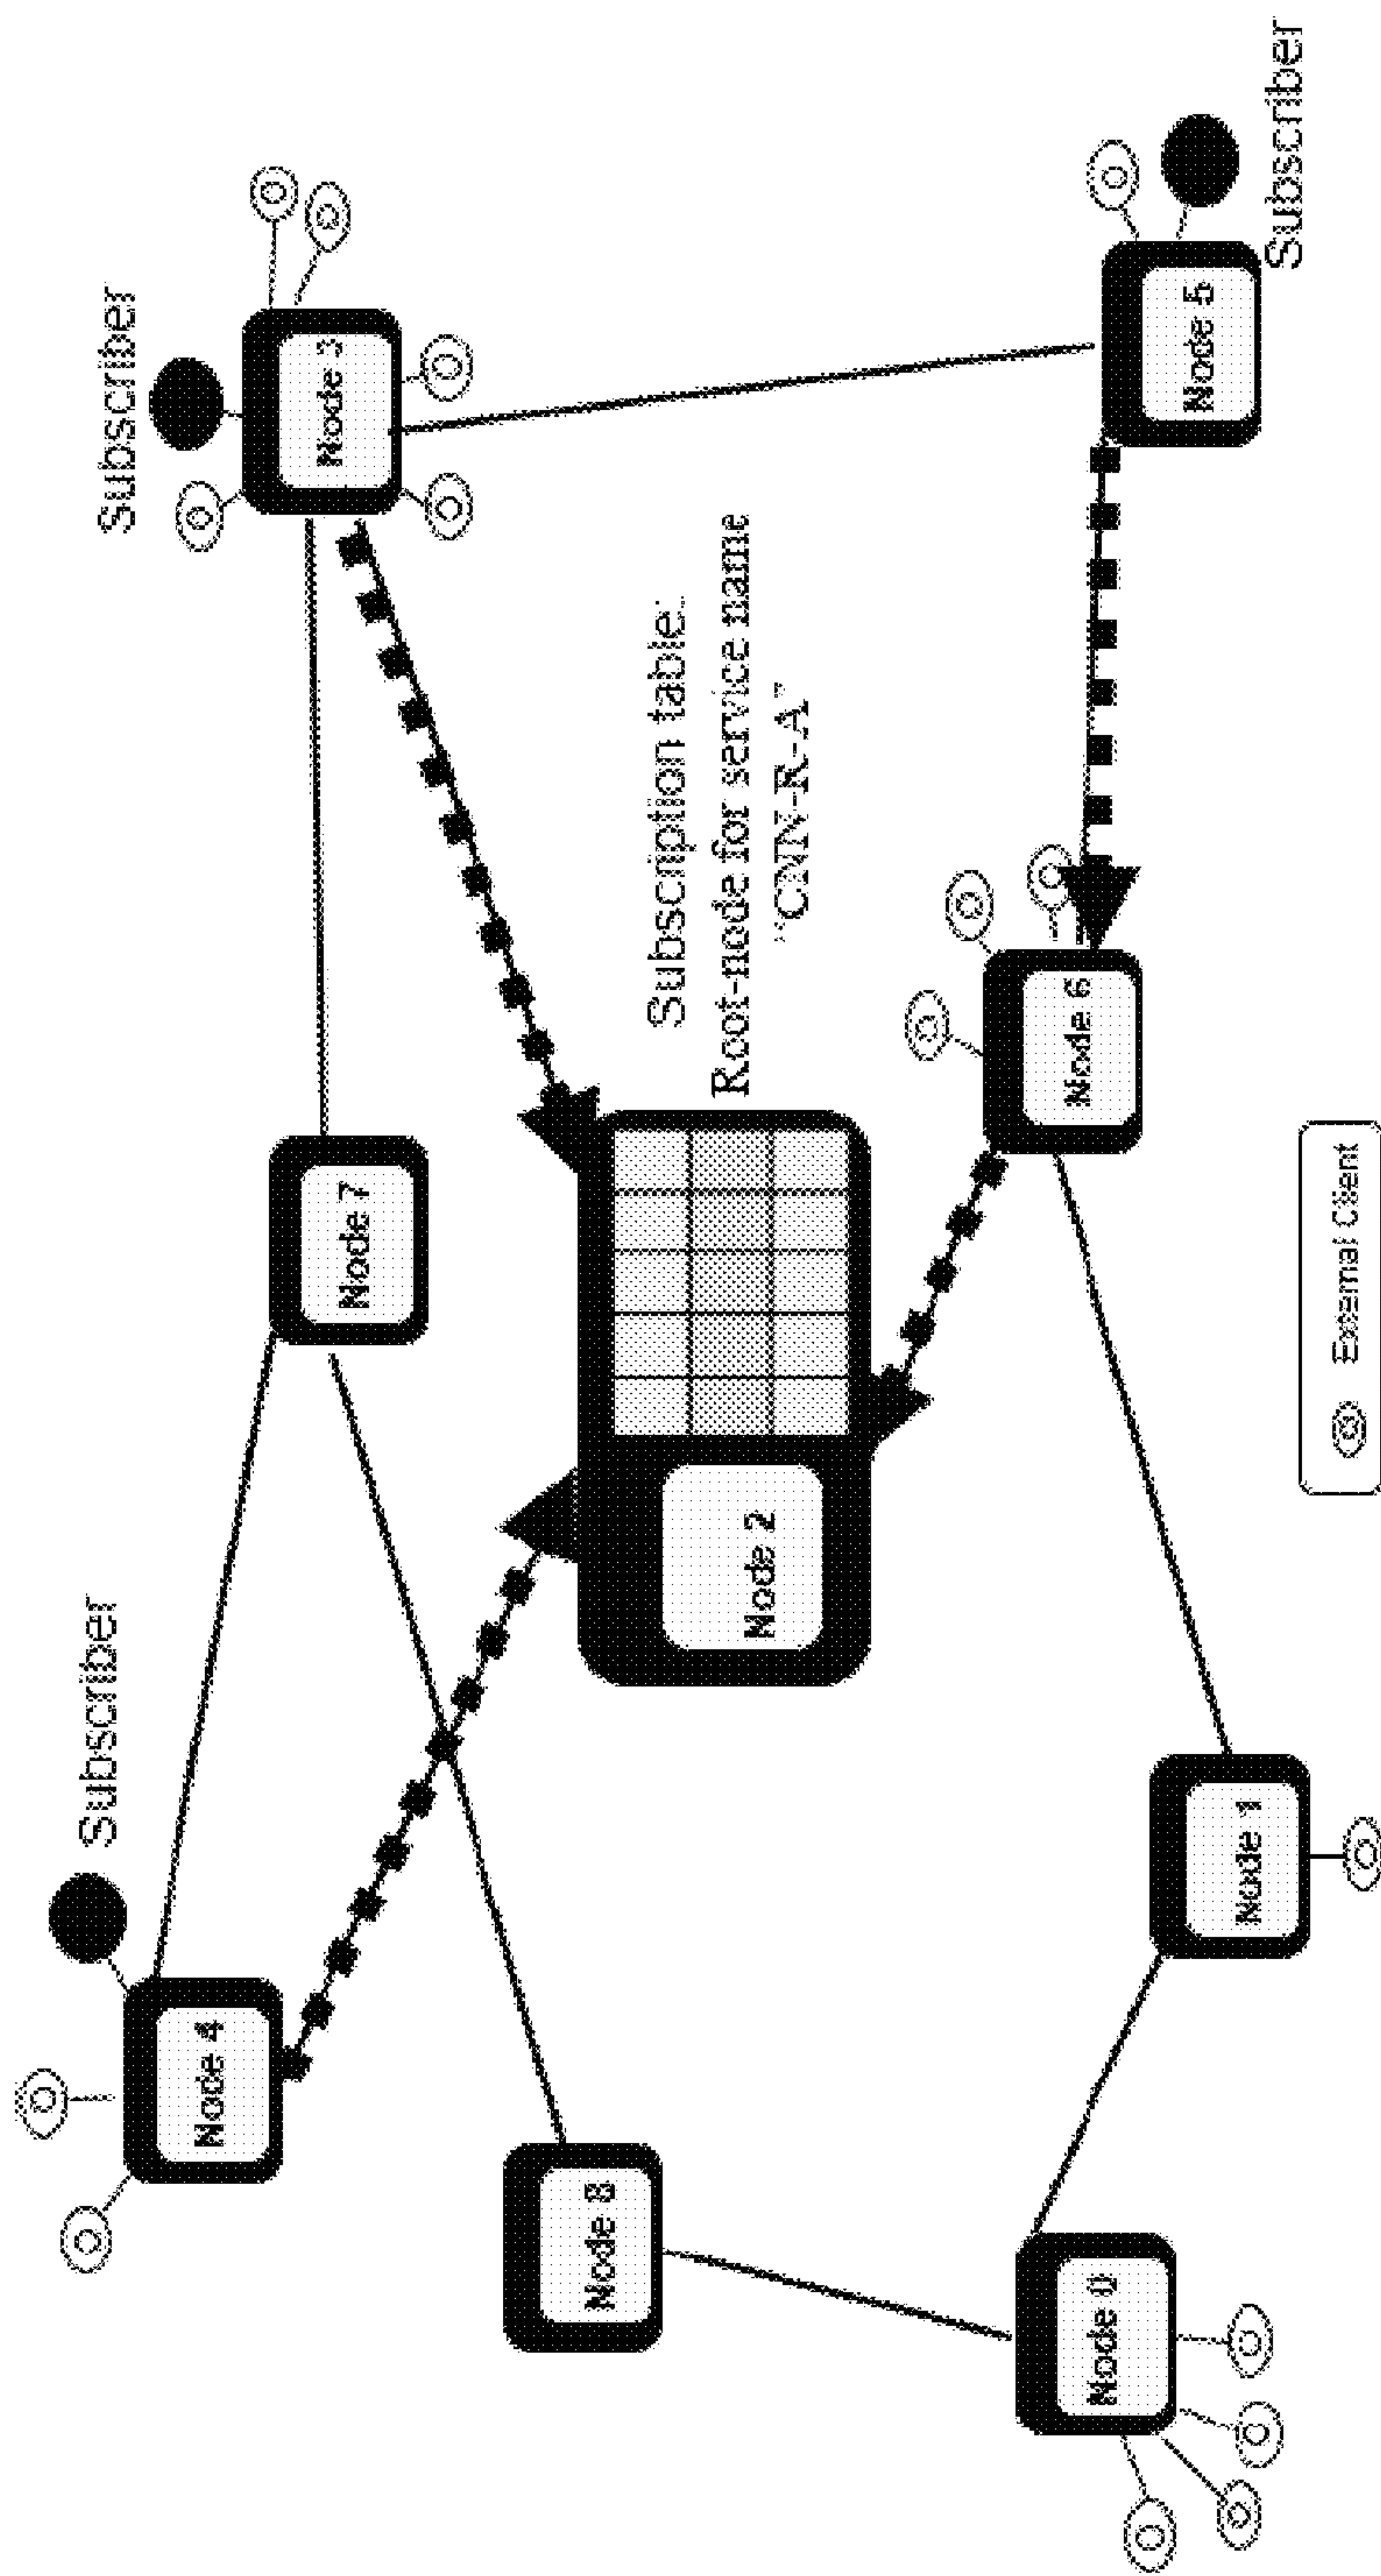 Subscriber
Subscriber
Node 4
Node 3
Node 7
Node 8
Node 2
Subscription table:
Root-node for service name
"CNN-R-A"
Node 6
Node 5
Subscriber
Node 0
Node 1
External Client